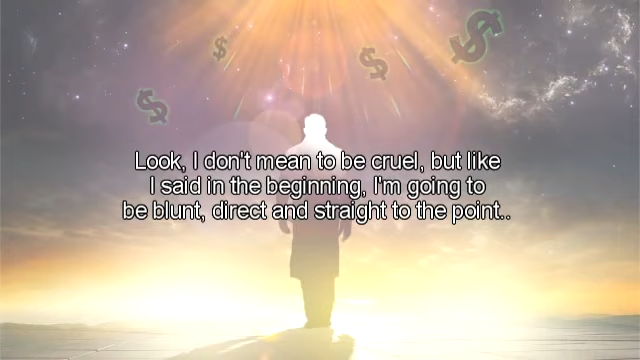 Look, I don't mean to be cruel, but like
I said in the beginning, I'm going to
be blunt, direct and straight to the point..